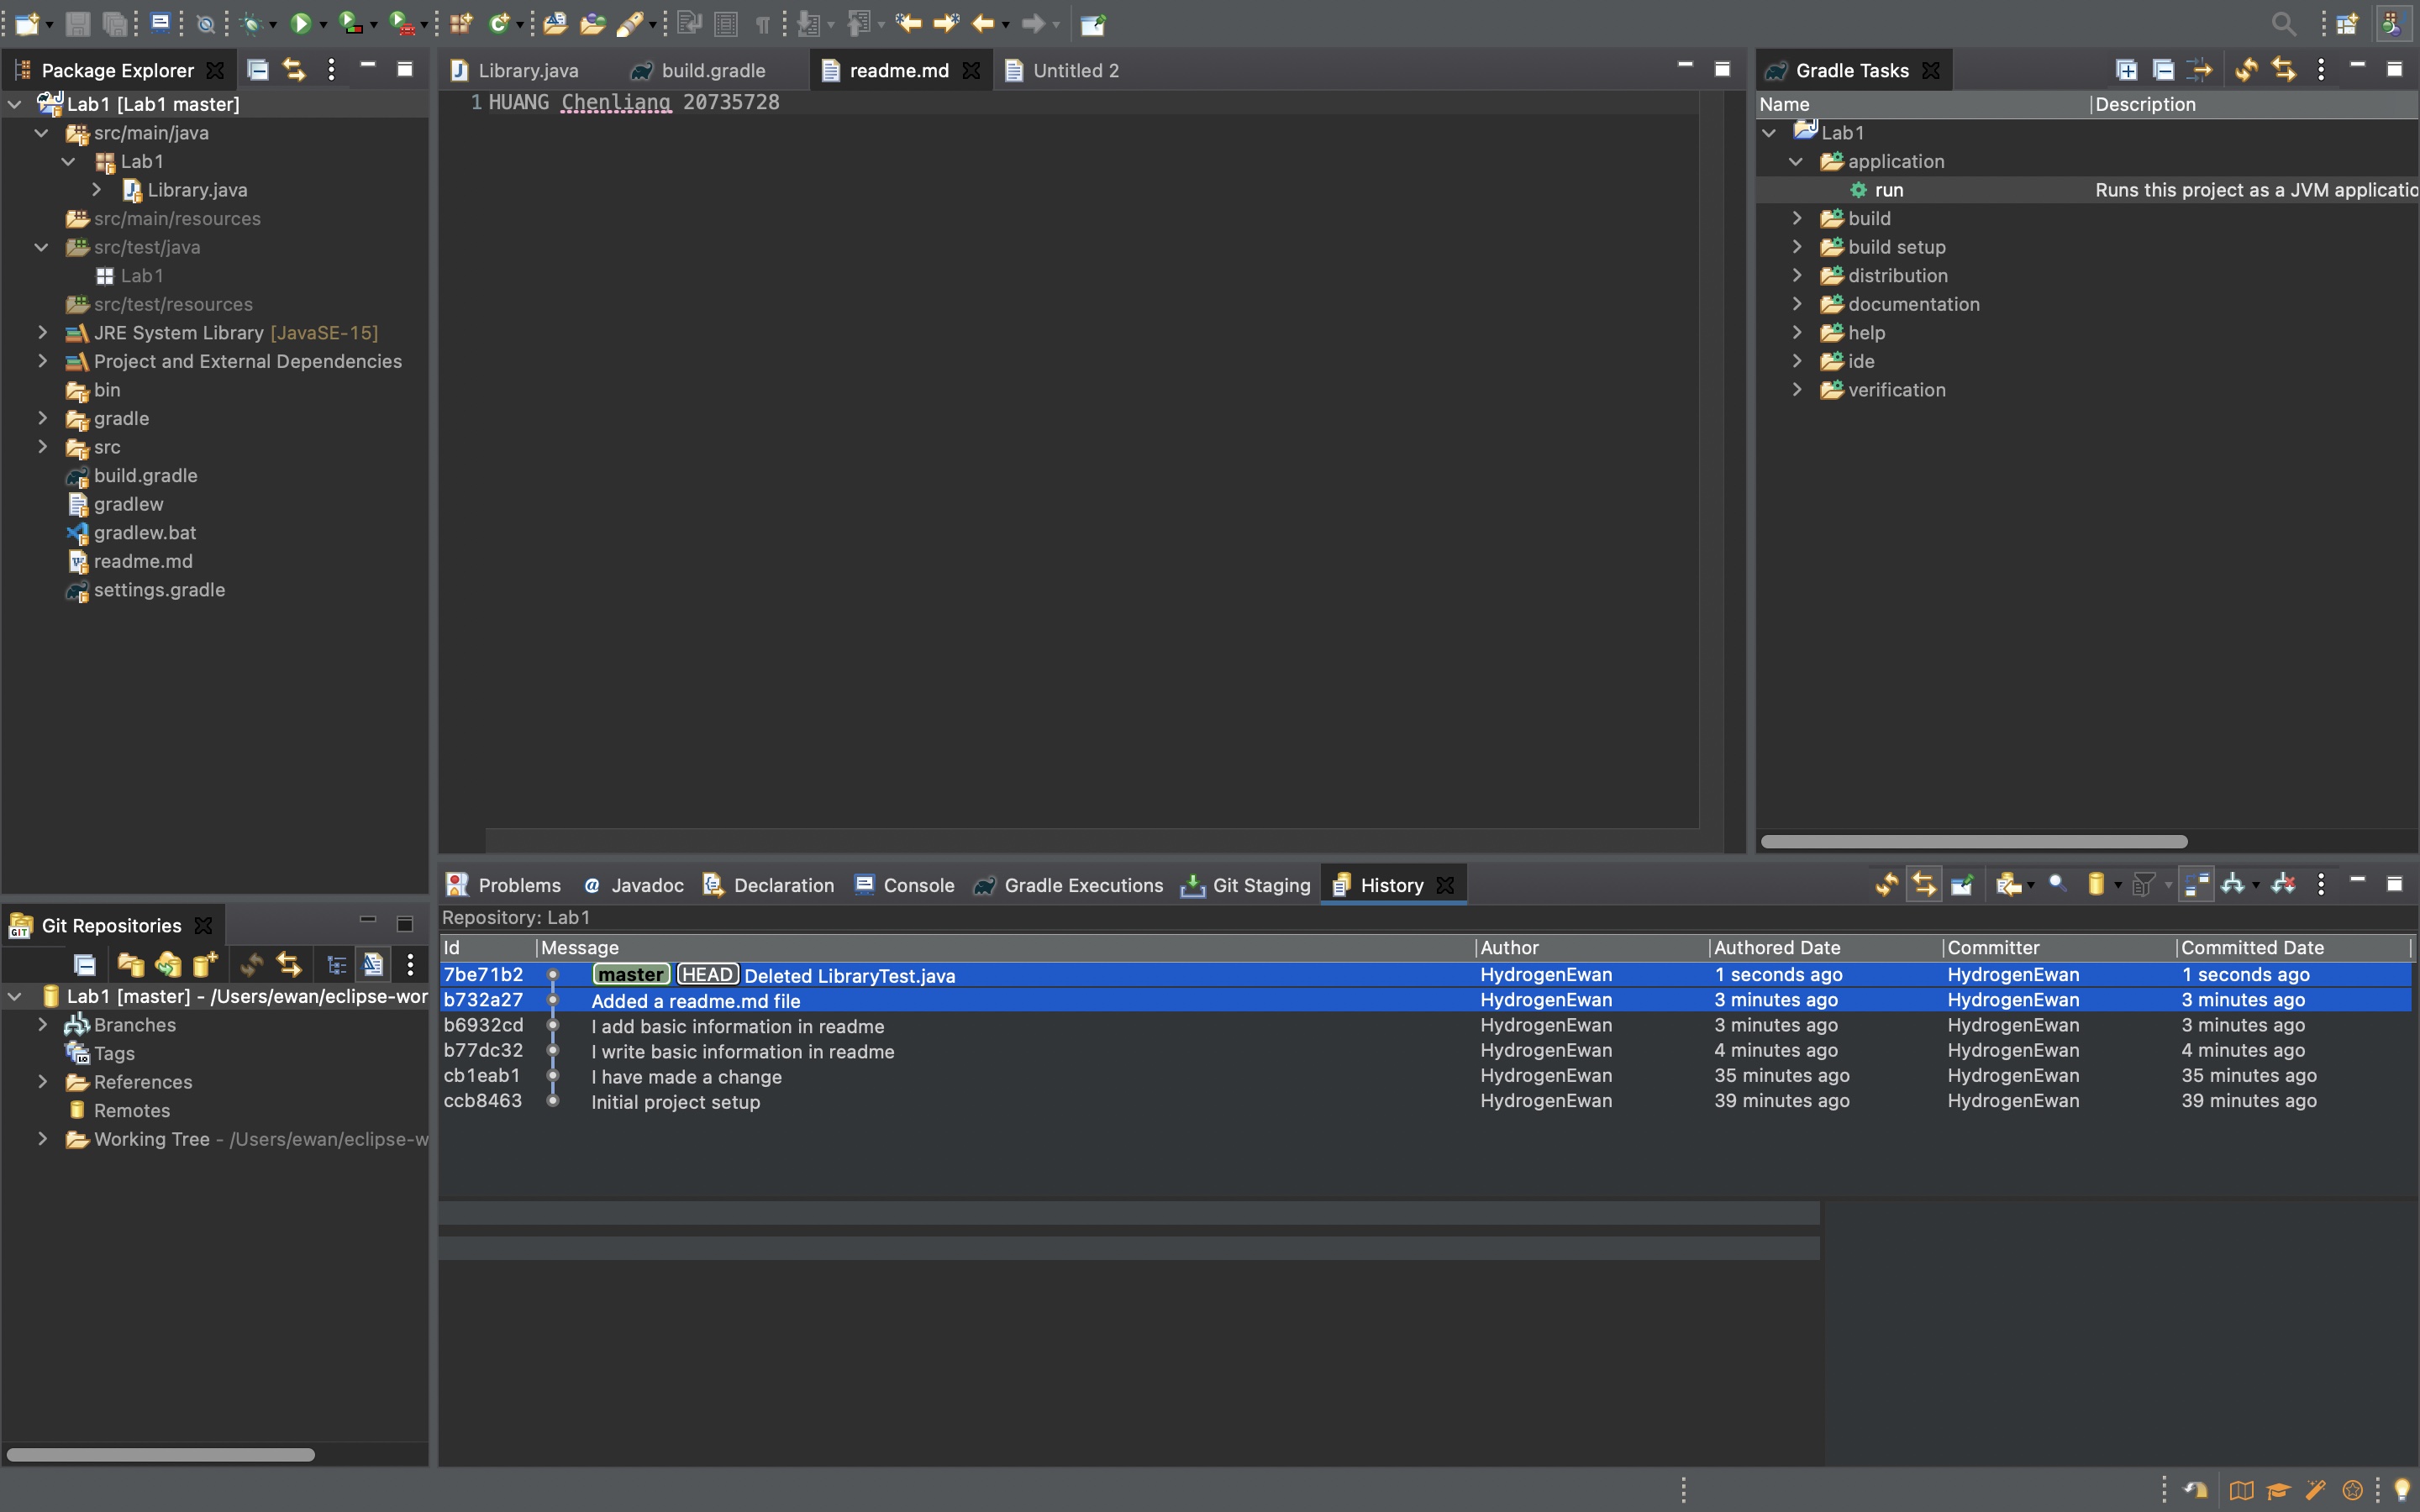 Package Explorer
Lab1 [Lab1 master]
src/main/java
Lab1
Library.java
src/main/resources
src/test/java
Lab1
src/test/resources
JRE System Library [JavaSE-15]
Project and External Dependencies
bin
gradle
src
build.gradle
gradlew
gradlew.bat
readme.md
settings.gradle
Library.java build.gradle readme.md Untitled 2
1 HUANG Chenliang 20735728
Gradle Tasks
Name Description
Lab1
application
run Runs this project as a JVM applicatio
build
build setup
distribution
documentation
help
ide
verification
Git Repositories
Lab1 [master] - /Users/ewan/eclipse-wor
Branches
Tags
References
Remotes
Working Tree - /Users/ewan/eclipse-w
Problems @ Javadoc Declaration Console Gradle Executions Git Staging History
Repository: Lab1
Id Message Author Authored Date Committer Committed Date
7be71b2 master HEAD Deleted LibraryTest.java HydrogenEwan 1 seconds ago HydrogenEwan 1 seconds ago
b732a27 Added a readme.md file HydrogenEwan 3 minutes ago HydrogenEwan 3 minutes ago
b6932cd I add basic information in readme HydrogenEwan 3 minutes ago HydrogenEwan 3 minutes ago
b77dc32 I write basic information in readme HydrogenEwan 4 minutes ago HydrogenEwan 4 minutes ago
cb1eab1 I have made a change HydrogenEwan 35 minutes ago HydrogenEwan 35 minutes ago
ccb8463 Initial project setup HydrogenEwan 39 minutes ago HydrogenEwan 39 minutes ago